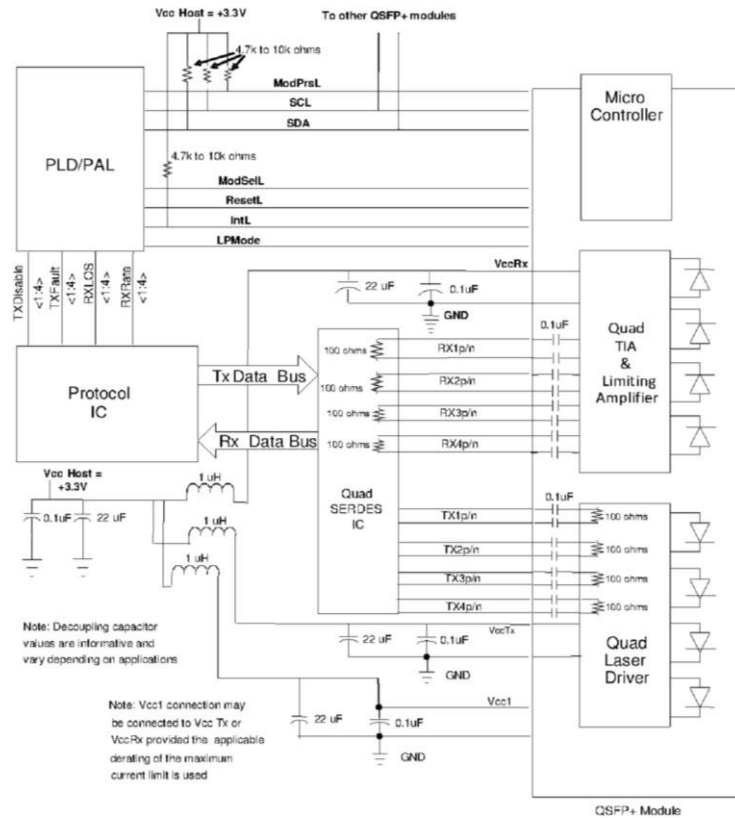 Vcc Host = +3.3V
To other QSFP+ modules
4.7k to 10k ohms
ModPrsL
SCL
SDA
Micro
Controller
PLD/PAL
4.7k to 10k ohms
ModSelL
ResetL
IntL
LPMode
TXDisable
<1:4>
TXFault
<1:4>
RXLOS
<1:4>
RXRate
<1:4>
VccRx
22 uF
0.1uF
GND
0.1uF
100 ohms
RX1p/n
100 ohms
RX2p/n
100 ohms
RX3p/n
100 ohms
RX4p/n
Quad
TIA
&
Limiting
Amplifier
Tx Data Bus
Protocol
IC
Rx Data Bus
Vcc Host =
+3.3V
1 uH
0.1uF
22 uF
1 uH
1 uH
Quad
SERDES
IC
0.1uF
TX1p/n
100 ohms
TX2p/n
100 ohms
TX3p/n
100 ohms
TX4p/n
100 ohms
VccTx
22 uF
0.1uF
GND
Quad
Laser
Driver
Note: Decoupling capacitor
values are informative and
vary depending on applications
Vcc1
Note: Vcc1 connection may
be connected to Vcc Tx or
VccRx provided the applicable
derating of the maximum
current limit is used
22 uF
0.1uF
GND
QSFP+ Module